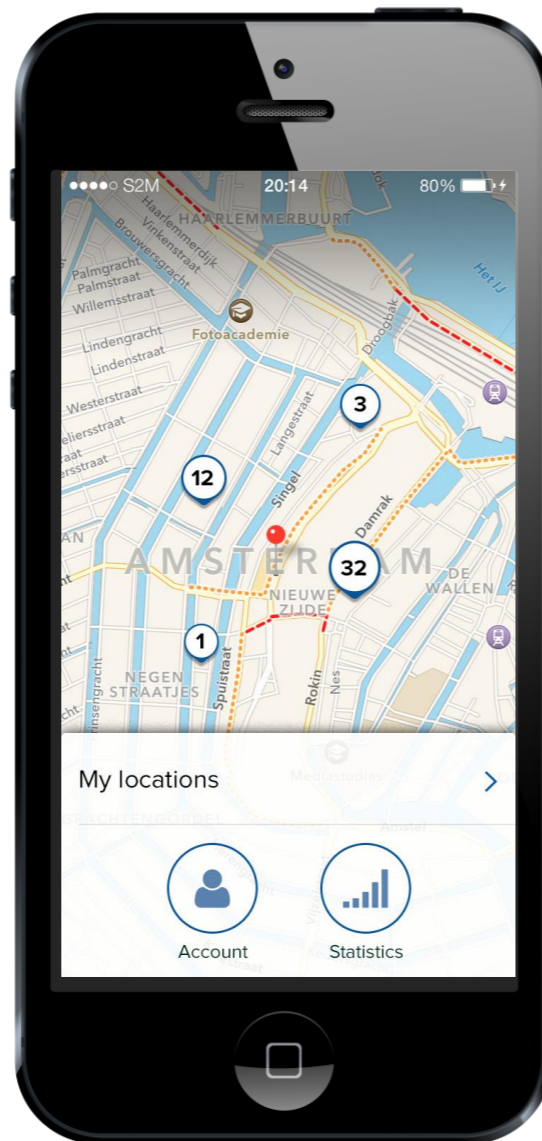 S2M 20:14 80%
HAARLEMMERBUURT
Haarlemmerdijk
Vinkenstraat
Brouwersgracht
Palmgracht
Palmstraat
Willemsstraat
Het IJ
Droogbak
Fotoacademie
Lindengracht
Lindenstraat
Langestraat
3
Westerstraat
12
Singel
Damrak
AMSTERDAM
32
DE
WALLEN
NIEUWE
ZIJDE
1
NEGEN
STRAATJES
Spuistraat
Rokin
Nes
My locations
Mediastudies
Amstel
Account
Statistics